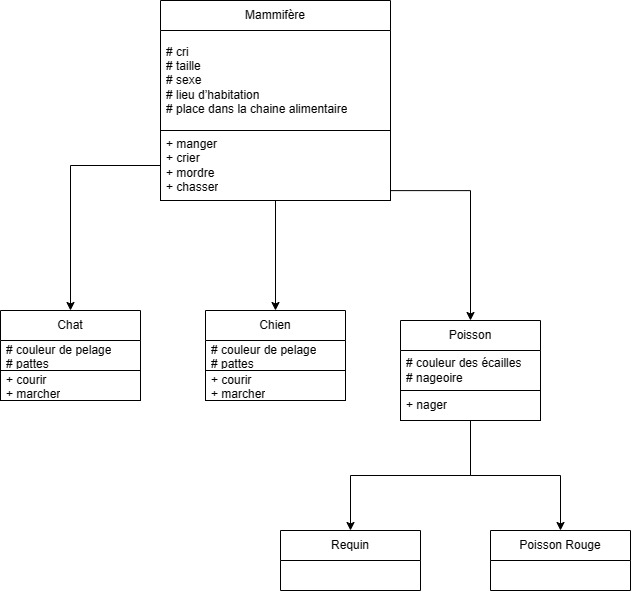 Mammifère
# cri
# taille
# sexe
# lieu d'habitation
# place dans la chaine alimentaire
+ manger
+ crier
+ mordre
+ chasser
Chat
# couleur de pelage
# pattes
+ courir
+ marcher
Chien
# couleur de pelage
# pattes
+ courir
+ marcher
Poisson
# couleur des écailles
# nageoire
+ nager
Requin
Poisson Rouge